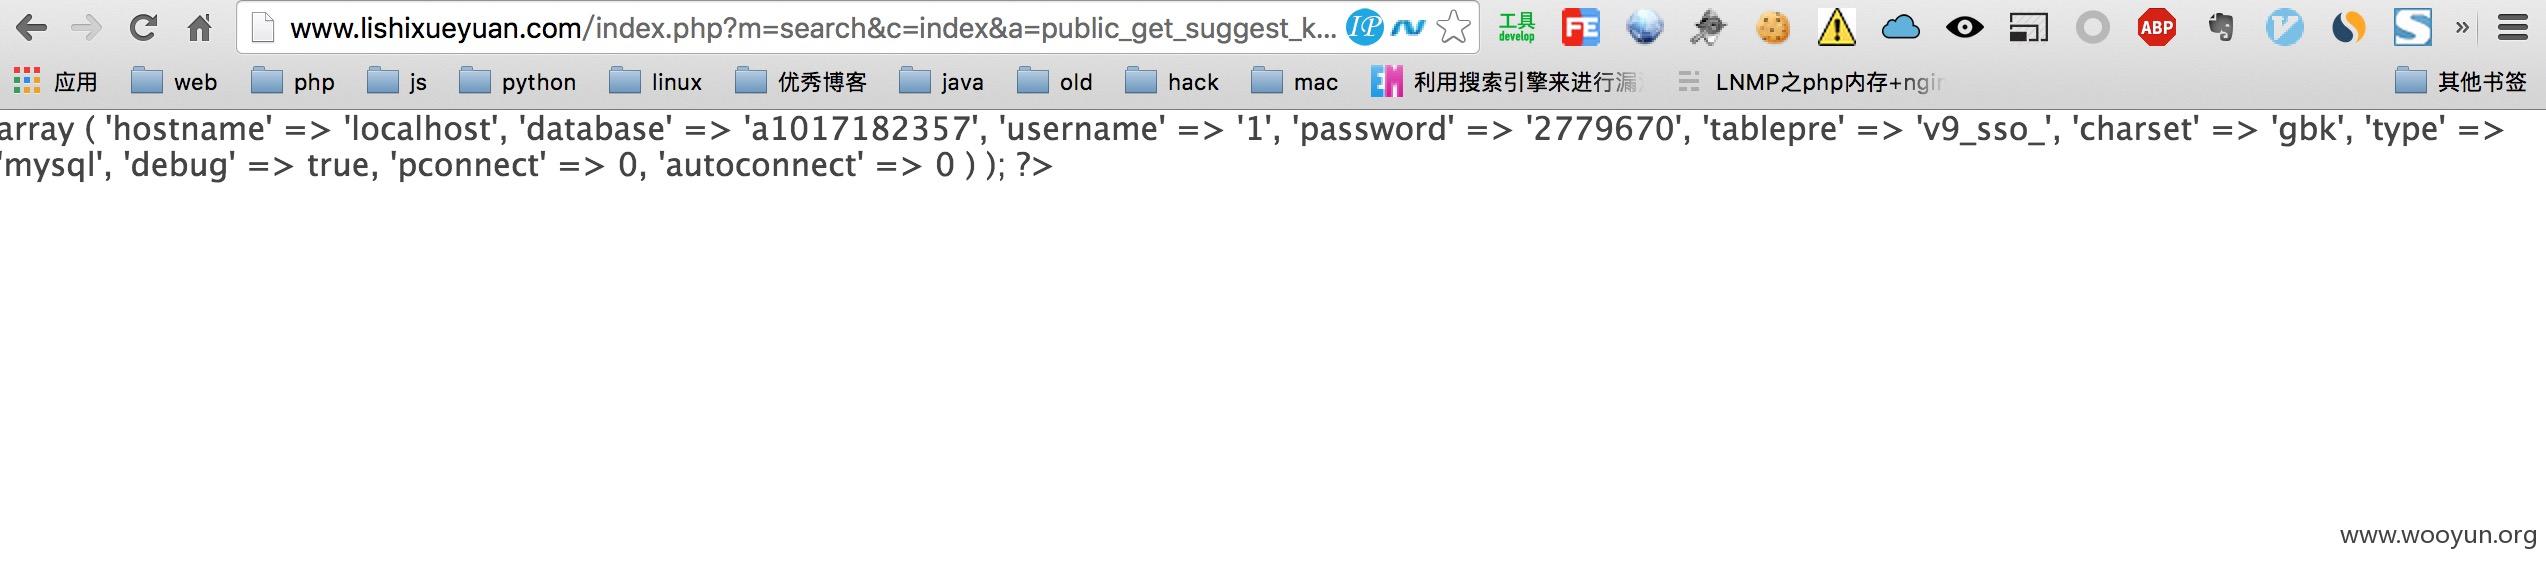 www.lishixueyuan.com/index.php?m=search&c=index&a=public_get_suggest_k... IP 工具 develop FE ABP S »
应用 web php js python linux 优秀博客 java old hack mac EM 利用搜索引擎来进行漏 LNMP之php内存+ngin 其他书签
array ( 'hostname' => 'localhost', 'database' => 'a1017182357', 'username' => '1', 'password' => '2779670', 'tablepre' => 'v9_sso_', 'charset' => 'gbk', 'type' =>
'mysql', 'debug' => true, 'pconnect' => 0, 'autoconnect' => 0 ) ); ?>
www.wooyun.org